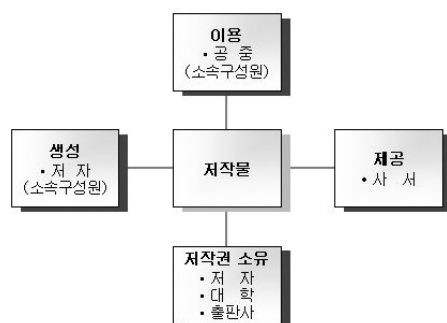 이용
• 공 중
(소속구성원)
생성
• 저 자
(소속구성원)
저작물
제공
• 사 서
저작권 소유
• 저 자
• 대 학
• 출판사